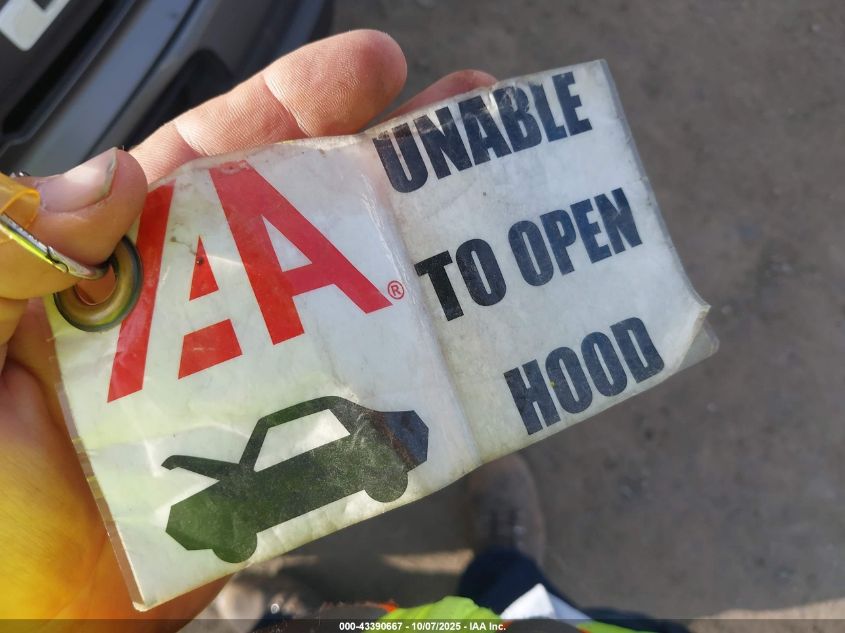 IAA®
UNABLE
TO OPEN
HOOD
000-43390667 - 10/07/2025 - IAA Inc.